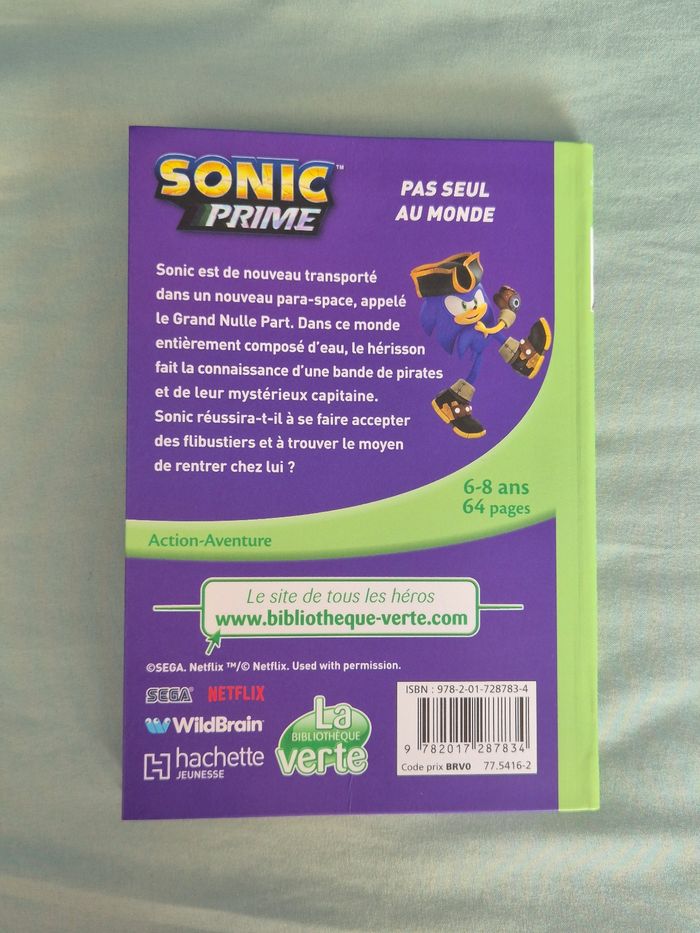 SONIC™
PRIME
PAS SEUL
AU MONDE
Sonic est de nouveau transporté
dans un nouveau para-space, appelé
le Grand Nulle Part. Dans ce monde
entièrement composé d'eau, le hérisson
fait la connaissance d'une bande de pirates
et de leur mystérieux capitaine.
Sonic réussira-t-il à se faire accepter
des flibustiers et à trouver le moyen
de rentrer chez lui ?
6-8 ans
64 pages
Action-Aventure
Le site de tous les héros
www.bibliotheque-verte.com
©SEGA. Netflix ™/© Netflix. Used with permission.
SEGA® NETFLIX
WildBrain
hachette
JEUNESSE
La
BIBLIOTHÈQUE
verte
ISBN : 978-2-01-728783-4
9 782017 287834
Code prix BRV0 77.5416-2